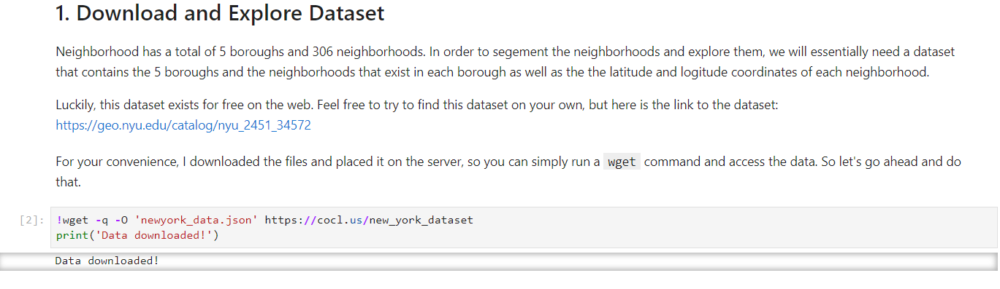 1. Download and Explore Dataset
Neighborhood has a total of 5 boroughs and 306 neighborhoods. In order to segement the neighborhoods and explore them, we will essentially need a dataset
that contains the 5 boroughs and the neighborhoods that exist in each borough as well as the the latitude and logitude coordinates of each neighborhood.
Luckily, this dataset exists for free on the web. Feel free to try to find this dataset on your own, but here is the link to the dataset:
https://geo.nyu.edu/catalog/nyu_2451_34572
For your convenience, I downloaded the files and placed it on the server, so you can simply run a wget command and access the data. So let's go ahead and do
that.
[2]: !wget -q -O 'newyork_data.json' https://cocl.us/new_york_dataset
print('Data downloaded!')
Data downloaded!